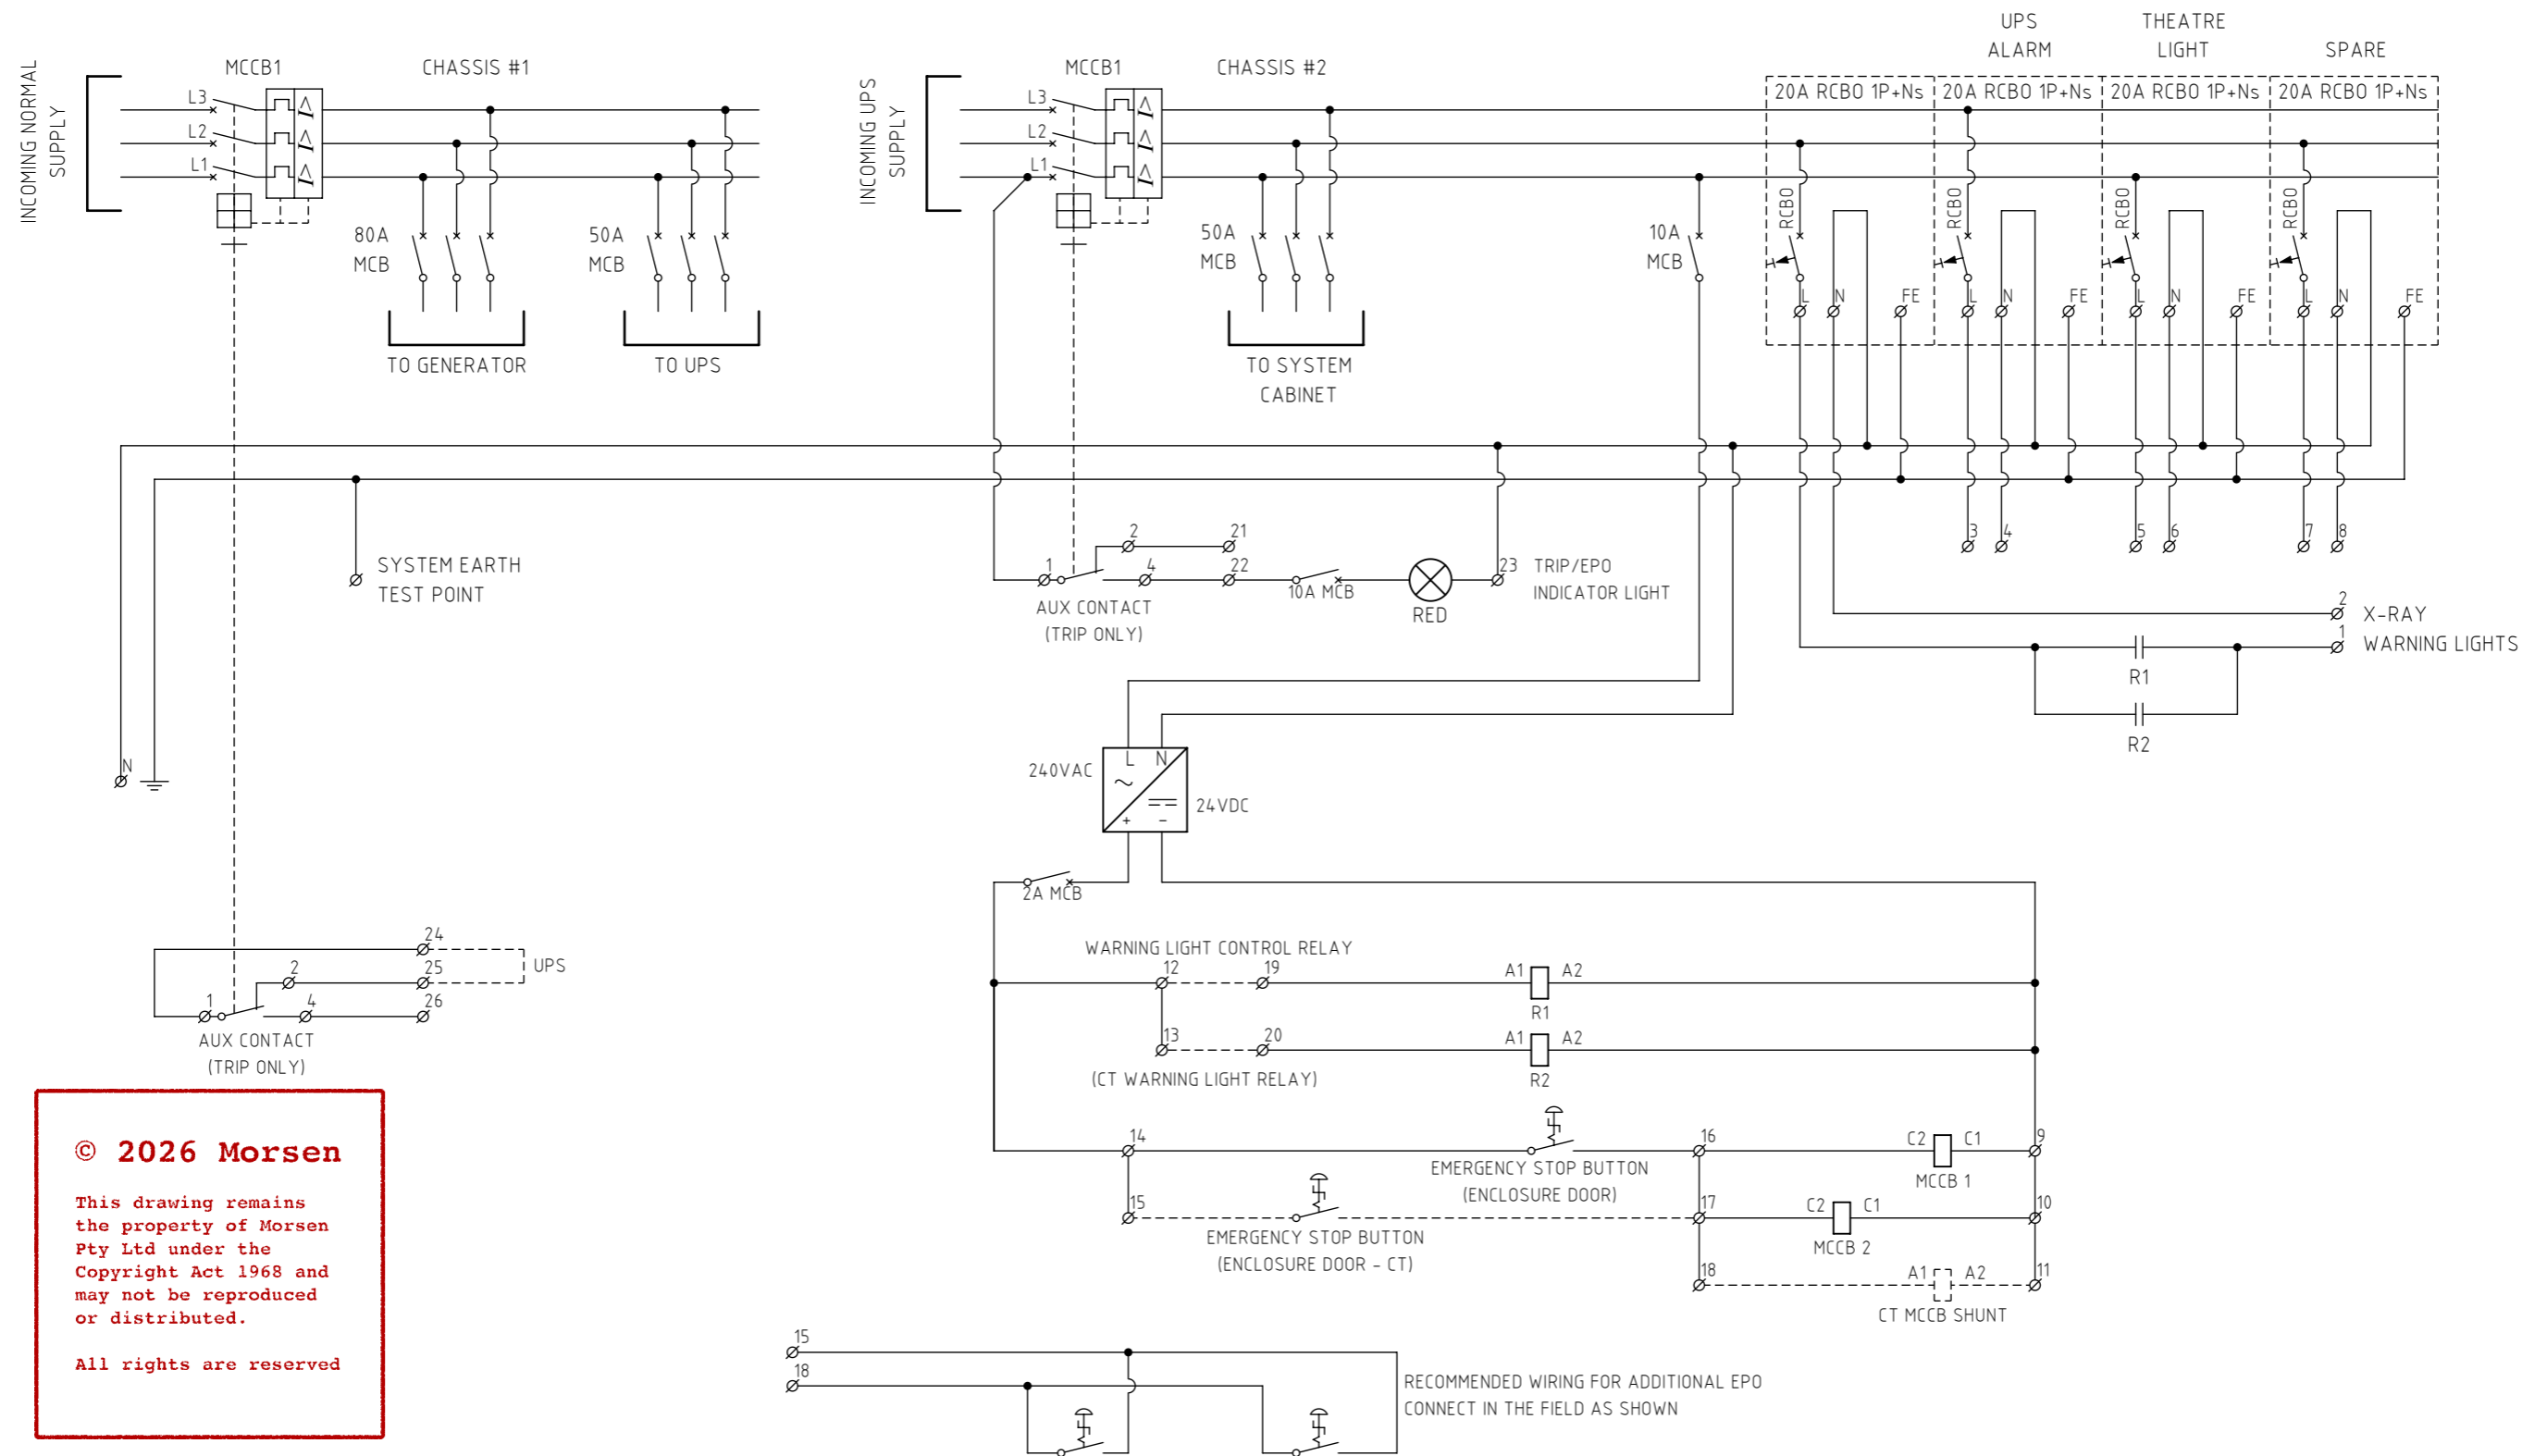 INCOMING NORMAL
SUPPLY
MCCB1
CHASSIS #1
L3
L2
L1
80A
MCB
50A
MCB
TO GENERATOR
TO UPS
INCOMING UPS
SUPPLY
MCCB1
CHASSIS #2
L3
L2
L1
50A
MCB
TO SYSTEM
CABINET
10A
MCB
UPS
ALARM
THEATRE
LIGHT
SPARE
20A RCBO 1P+Ns
20A RCBO 1P+Ns
20A RCBO 1P+Ns
20A RCBO 1P+Ns
RCBO
RCBO
RCBO
RCBO
L N FE
L N FE
L N FE
L N FE
3 4
5 6
7 8
SYSTEM EARTH
TEST POINT
N
2 21
1 4 22
10A MCB
RED
23
TRIP/EPO
INDICATOR LIGHT
AUX CONTACT
(TRIP ONLY)
2
X-RAY
1
WARNING LIGHTS
R1
R2
240VAC
L N
+ -
24VDC
2A MCB
24
2 25
UPS
1 4 26
AUX CONTACT
(TRIP ONLY)
WARNING LIGHT CONTROL RELAY
12 19 A1 A2
R1
13 20 A1 A2
R2
(CT WARNING LIGHT RELAY)
14 16 C2 C1 9
EMERGENCY STOP BUTTON
(ENCLOSURE DOOR)
MCCB 1
15 17 C2 C1 10
EMERGENCY STOP BUTTON
(ENCLOSURE DOOR - CT)
MCCB 2
18 A1 A2 11
CT MCCB SHUNT
15
18
RECOMMENDED WIRING FOR ADDITIONAL EPO
CONNECT IN THE FIELD AS SHOWN
© 2026 Morsen
This drawing remains
the property of Morsen
Pty Ltd under the
Copyright Act 1968 and
may not be reproduced
or distributed.
All rights are reserved